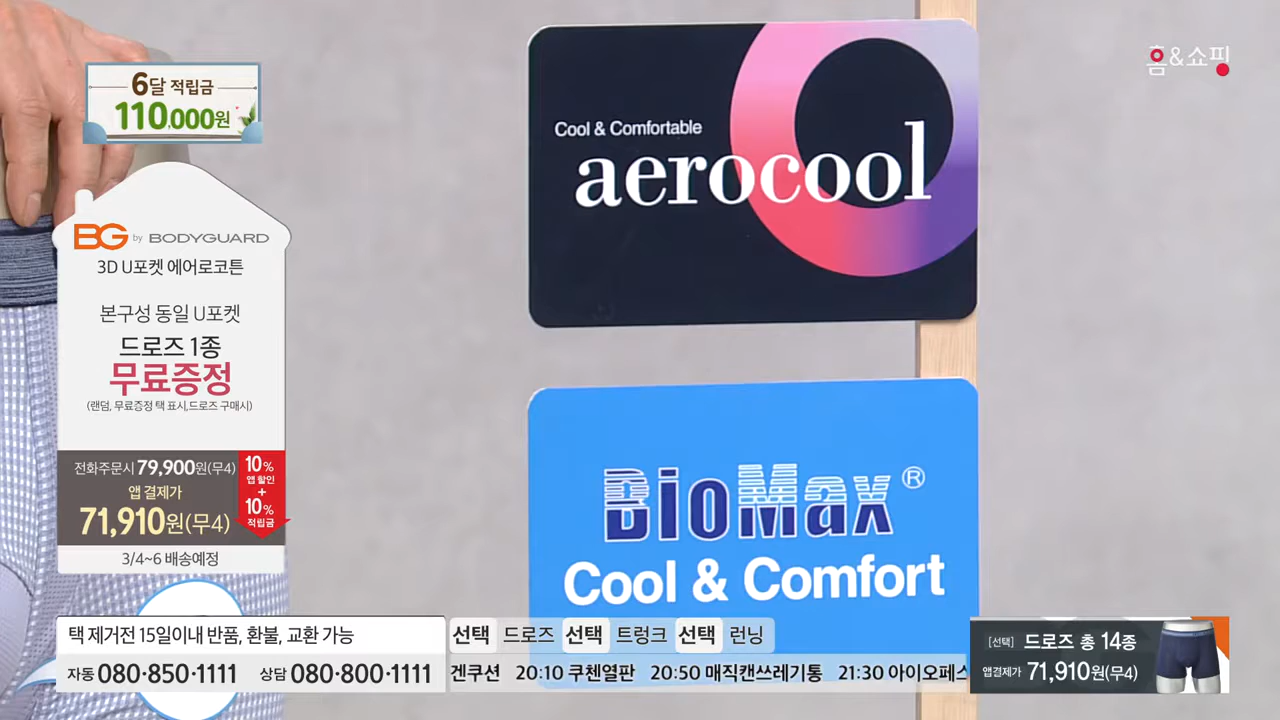 홈&쇼핑
6달 적립금
110,000원
Cool & Comfortable
aerocool
BG by BODYGUARD
3D U포켓 에어로코튼
본구성 동일 U포켓
드로즈 1종
무료증정
(랜덤, 무료증정 택 표시,드로즈 구매시)
전화주문시 79,900원(무4)
앱 결제가
71,910원(무4)
10%
앱 할인
+
10%
적립금
3/4~6 배송예정
BioMax®
Cool & Comfort
택 제거전 15일이내 반품, 환불, 교환 가능
선택 드로즈 선택 트렁크 선택 런닝
자동 080·850·1111 상담 080·800·1111
겐쿠션 20:10 쿠첸열판 20:50 매직캔쓰레기통 21:30 아이오페스
[선택] 드로즈 총 14종
앱결제가 71,910원(무4)